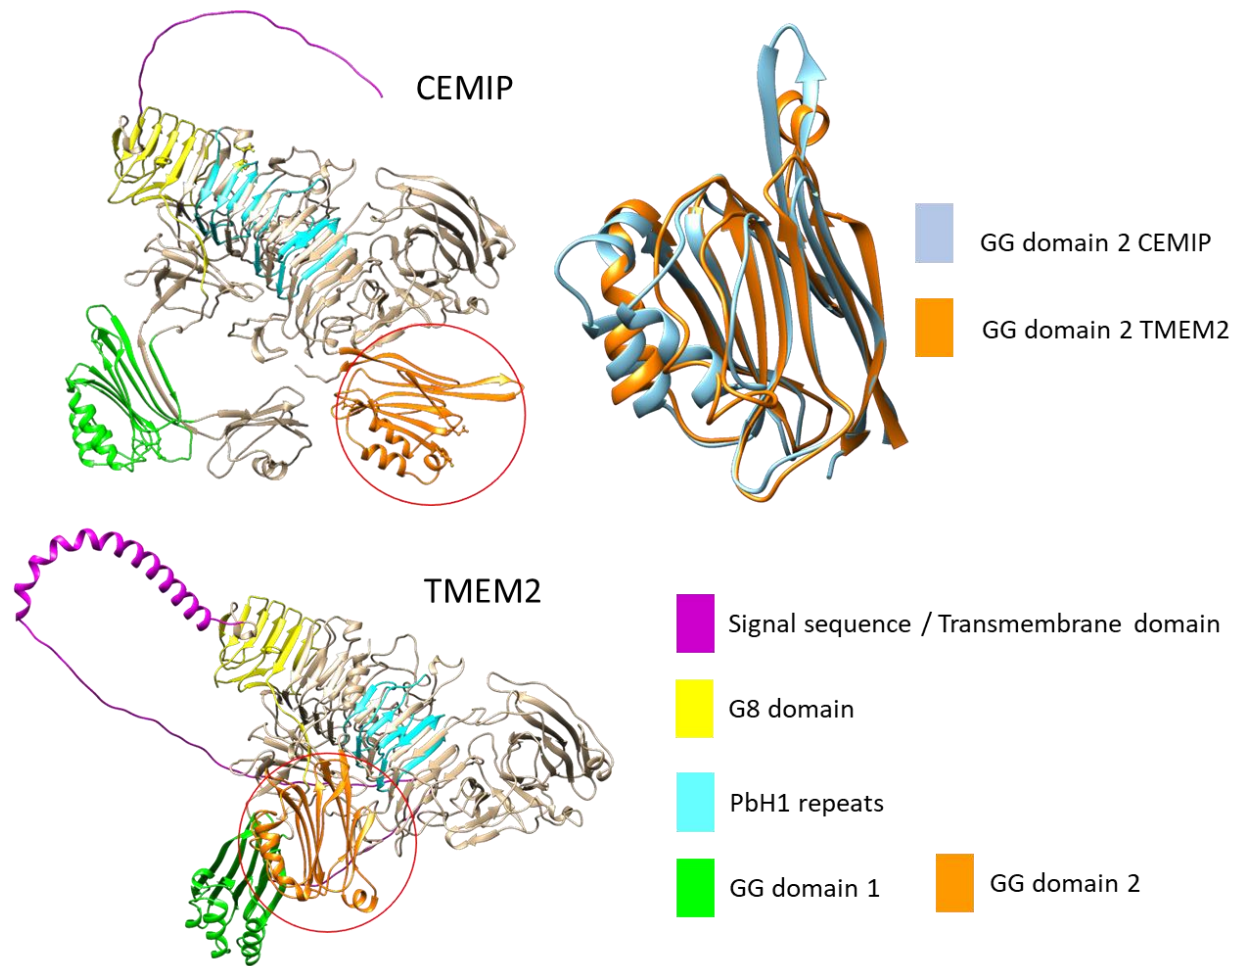 CEMIP
GG domain 2 CEMIP
GG domain 2 TMEM2
TMEM2
Signal sequence / Transmembrane domain
G8 domain
PbH1 repeats
GG domain 1
GG domain 2